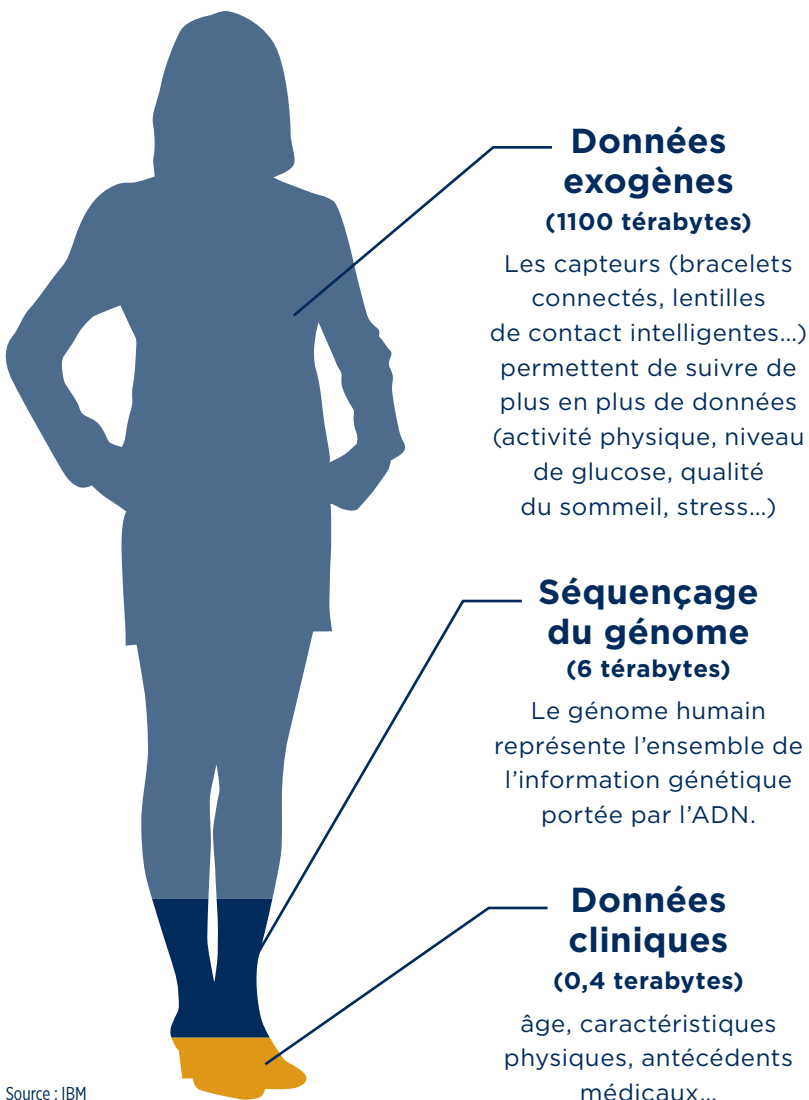 Données
exogènes
(1100 térabytes)
Les capteurs (bracelets
connectés, lentilles
de contact intelligentes...)
permettent de suivre de
plus en plus de données
(activité physique, niveau
de glucose, qualité
du sommeil, stress...)
Séquençage
du génome
(6 térabytes)
Le génome humain
représente l’ensemble de
l’information génétique
portée par l’ADN.
Données
cliniques
(0,4 terabytes)
âge, caractéristiques
physiques, antécédents
médicaux...
Source : IBM